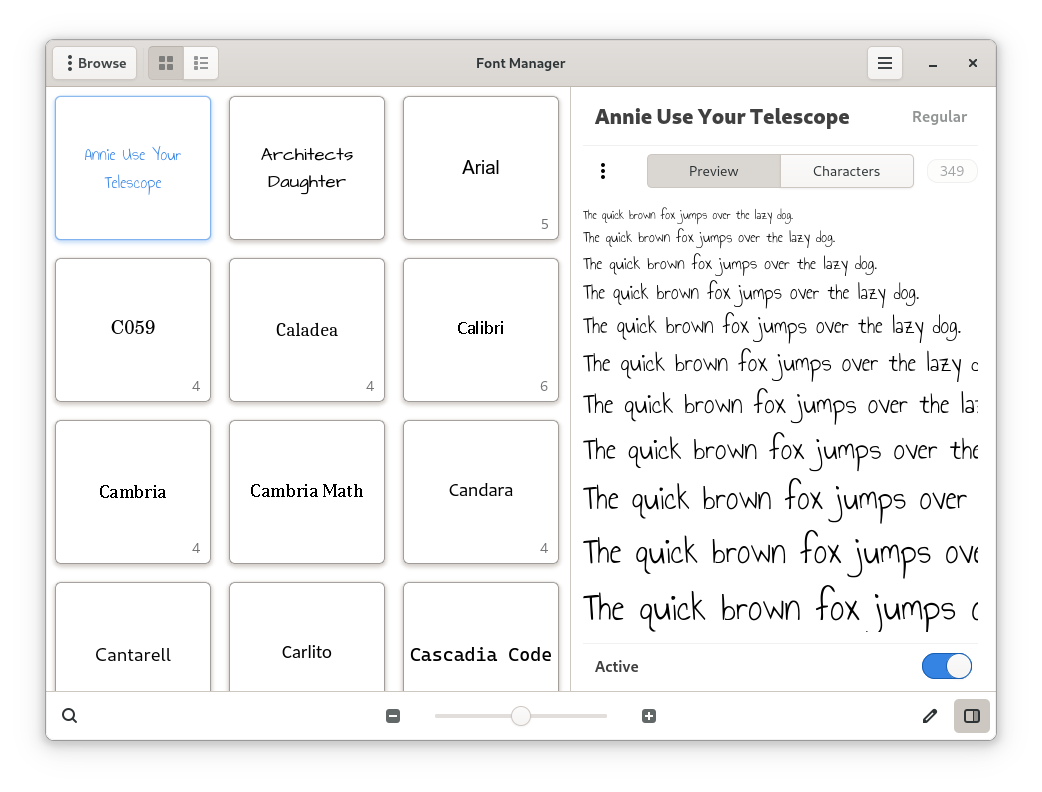 Browse
Font Manager
Annie Use Your
Telescope
Architects
Daughter
Arial
5
C059
4
Caladea
4
Calibri
6
Cambria
4
Cambria Math
Candara
4
Cantarell
Carlito
Cascadia Code
Annie Use Your Telescope
Regular
Preview
Characters
349
The quick brown fox jumps over the lazy dog.
The quick brown fox jumps over the lazy dog.
The quick brown fox jumps over the lazy dog.
The quick brown fox jumps over the lazy dog.
The quick brown fox jumps over the lazy dog.
The quick brown fox jumps over the lazy
The quick brown fox jumps over the la
The quick brown fox jumps over the
The quick brown fox jumps over
The quick brown fox jumps ove
The quick brown fox jumps
Active